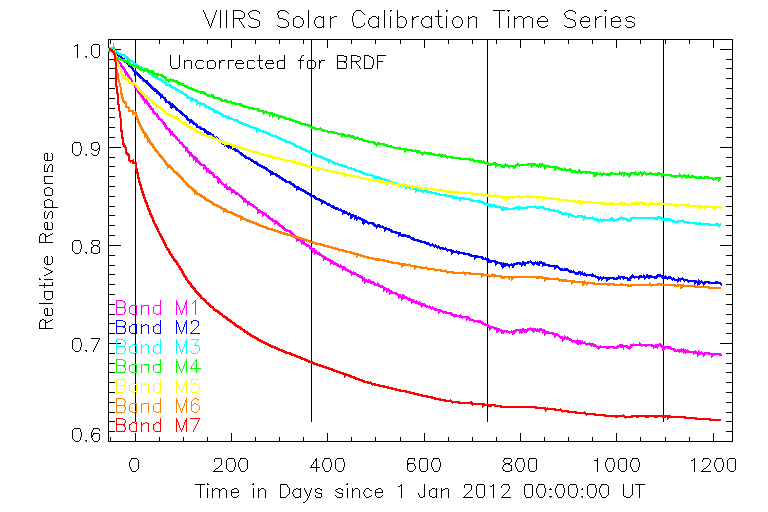 VIIRS Solar Calibration Time Series
Uncorrected for BRDF
1.0
0.9
0.8
0.7
0.6
Relative Response
Band M1
Band M2
Band M3
Band M4
Band M5
Band M6
Band M7
0 200 400 600 800 1000 1200
Time in Days since 1 Jan 2012 00:00:00 UT